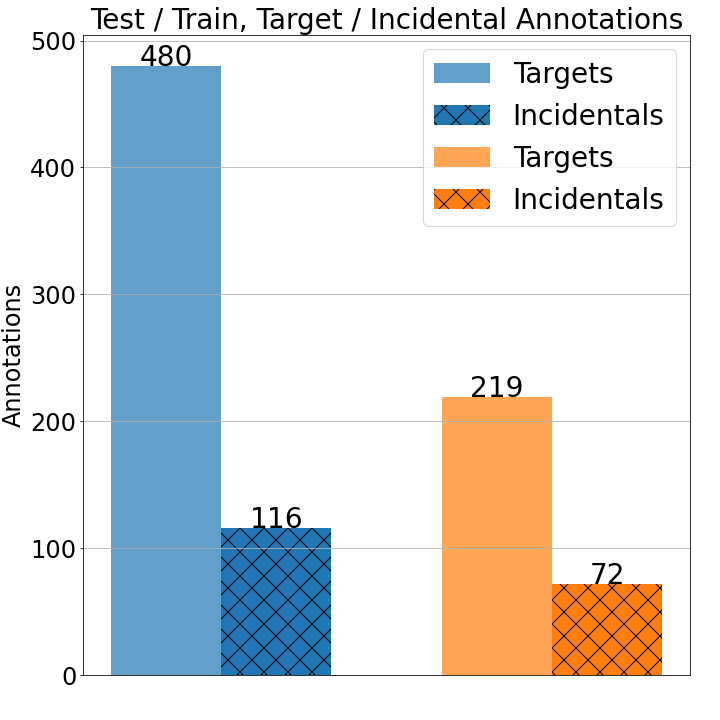 Test / Train, Target / Incidental Annotations
500
400
300
200
100
0
Annotations
480
116
219
72
Targets
Incidentals
Targets
Incidentals